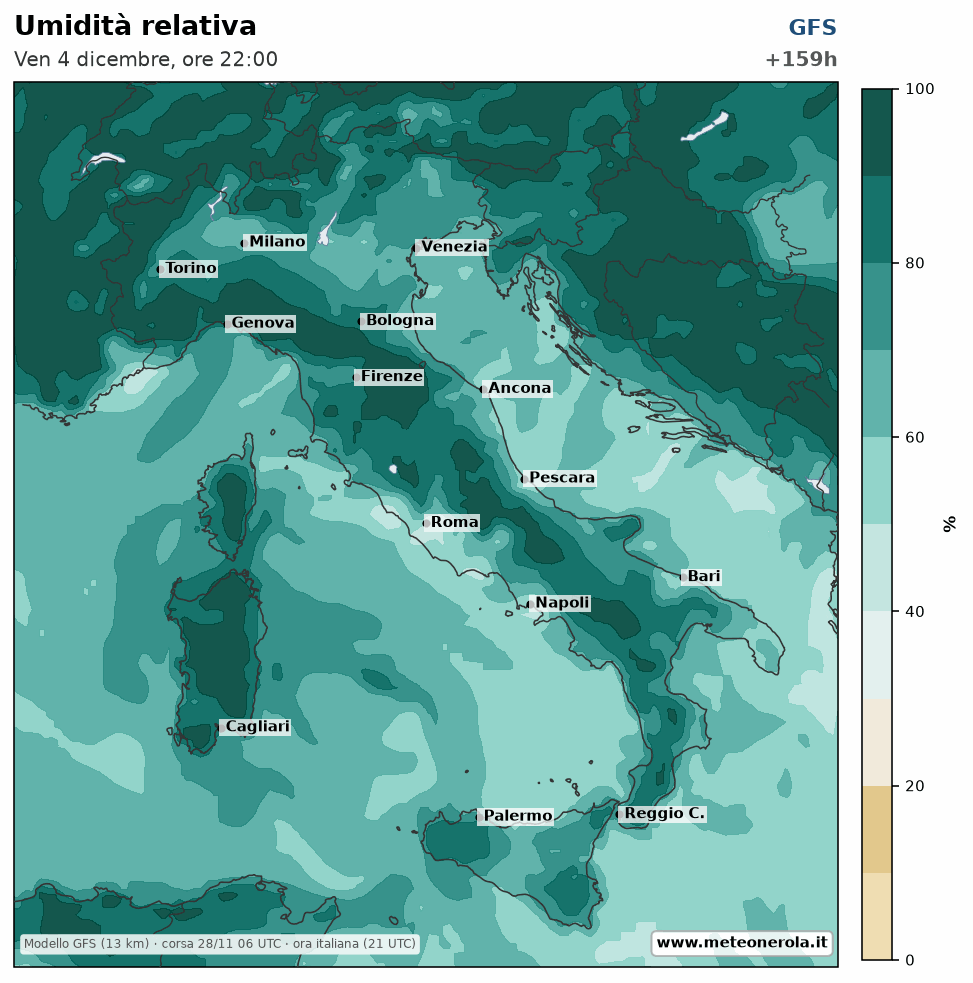 Umidità relativa
GFS
Ven 4 dicembre, ore 22:00
+159h
100
80
60
40
20
0
%
Milano
Venezia
Torino
Genova
Bologna
Firenze
Ancona
Pescara
Roma
Bari
Napoli
Cagliari
Palermo
Reggio C.
Modello GFS (13 km) · corsa 28/11 06 UTC · ora italiana (21 UTC)
www.meteonerola.it